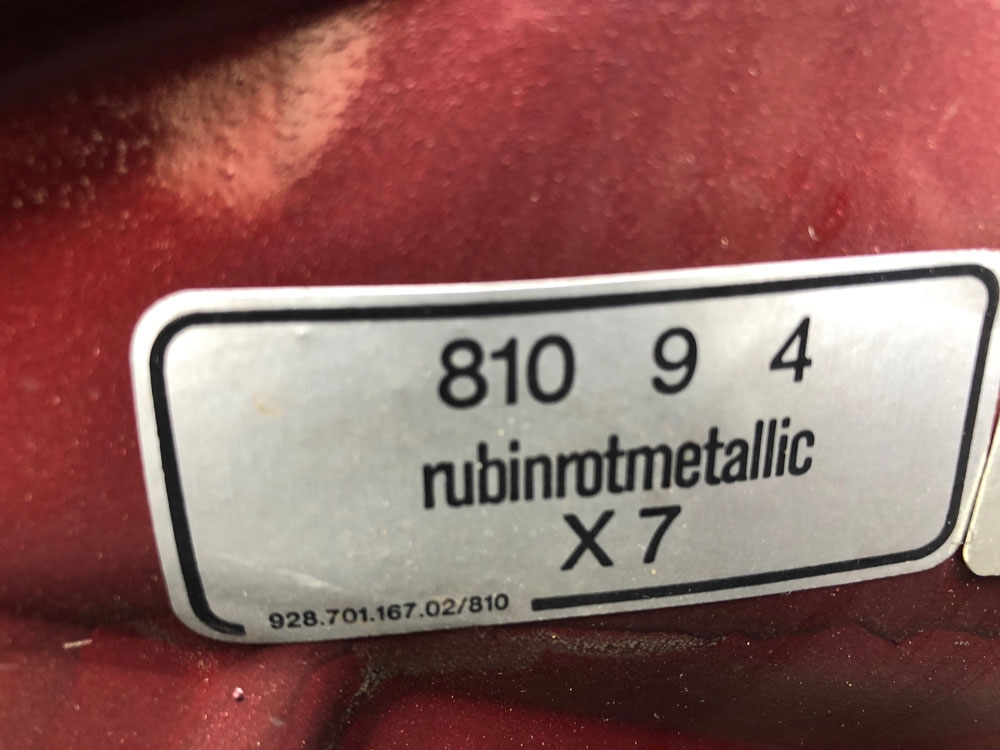 810 9 4
rubinrotmetallic
X 7
928.701.167.02/810